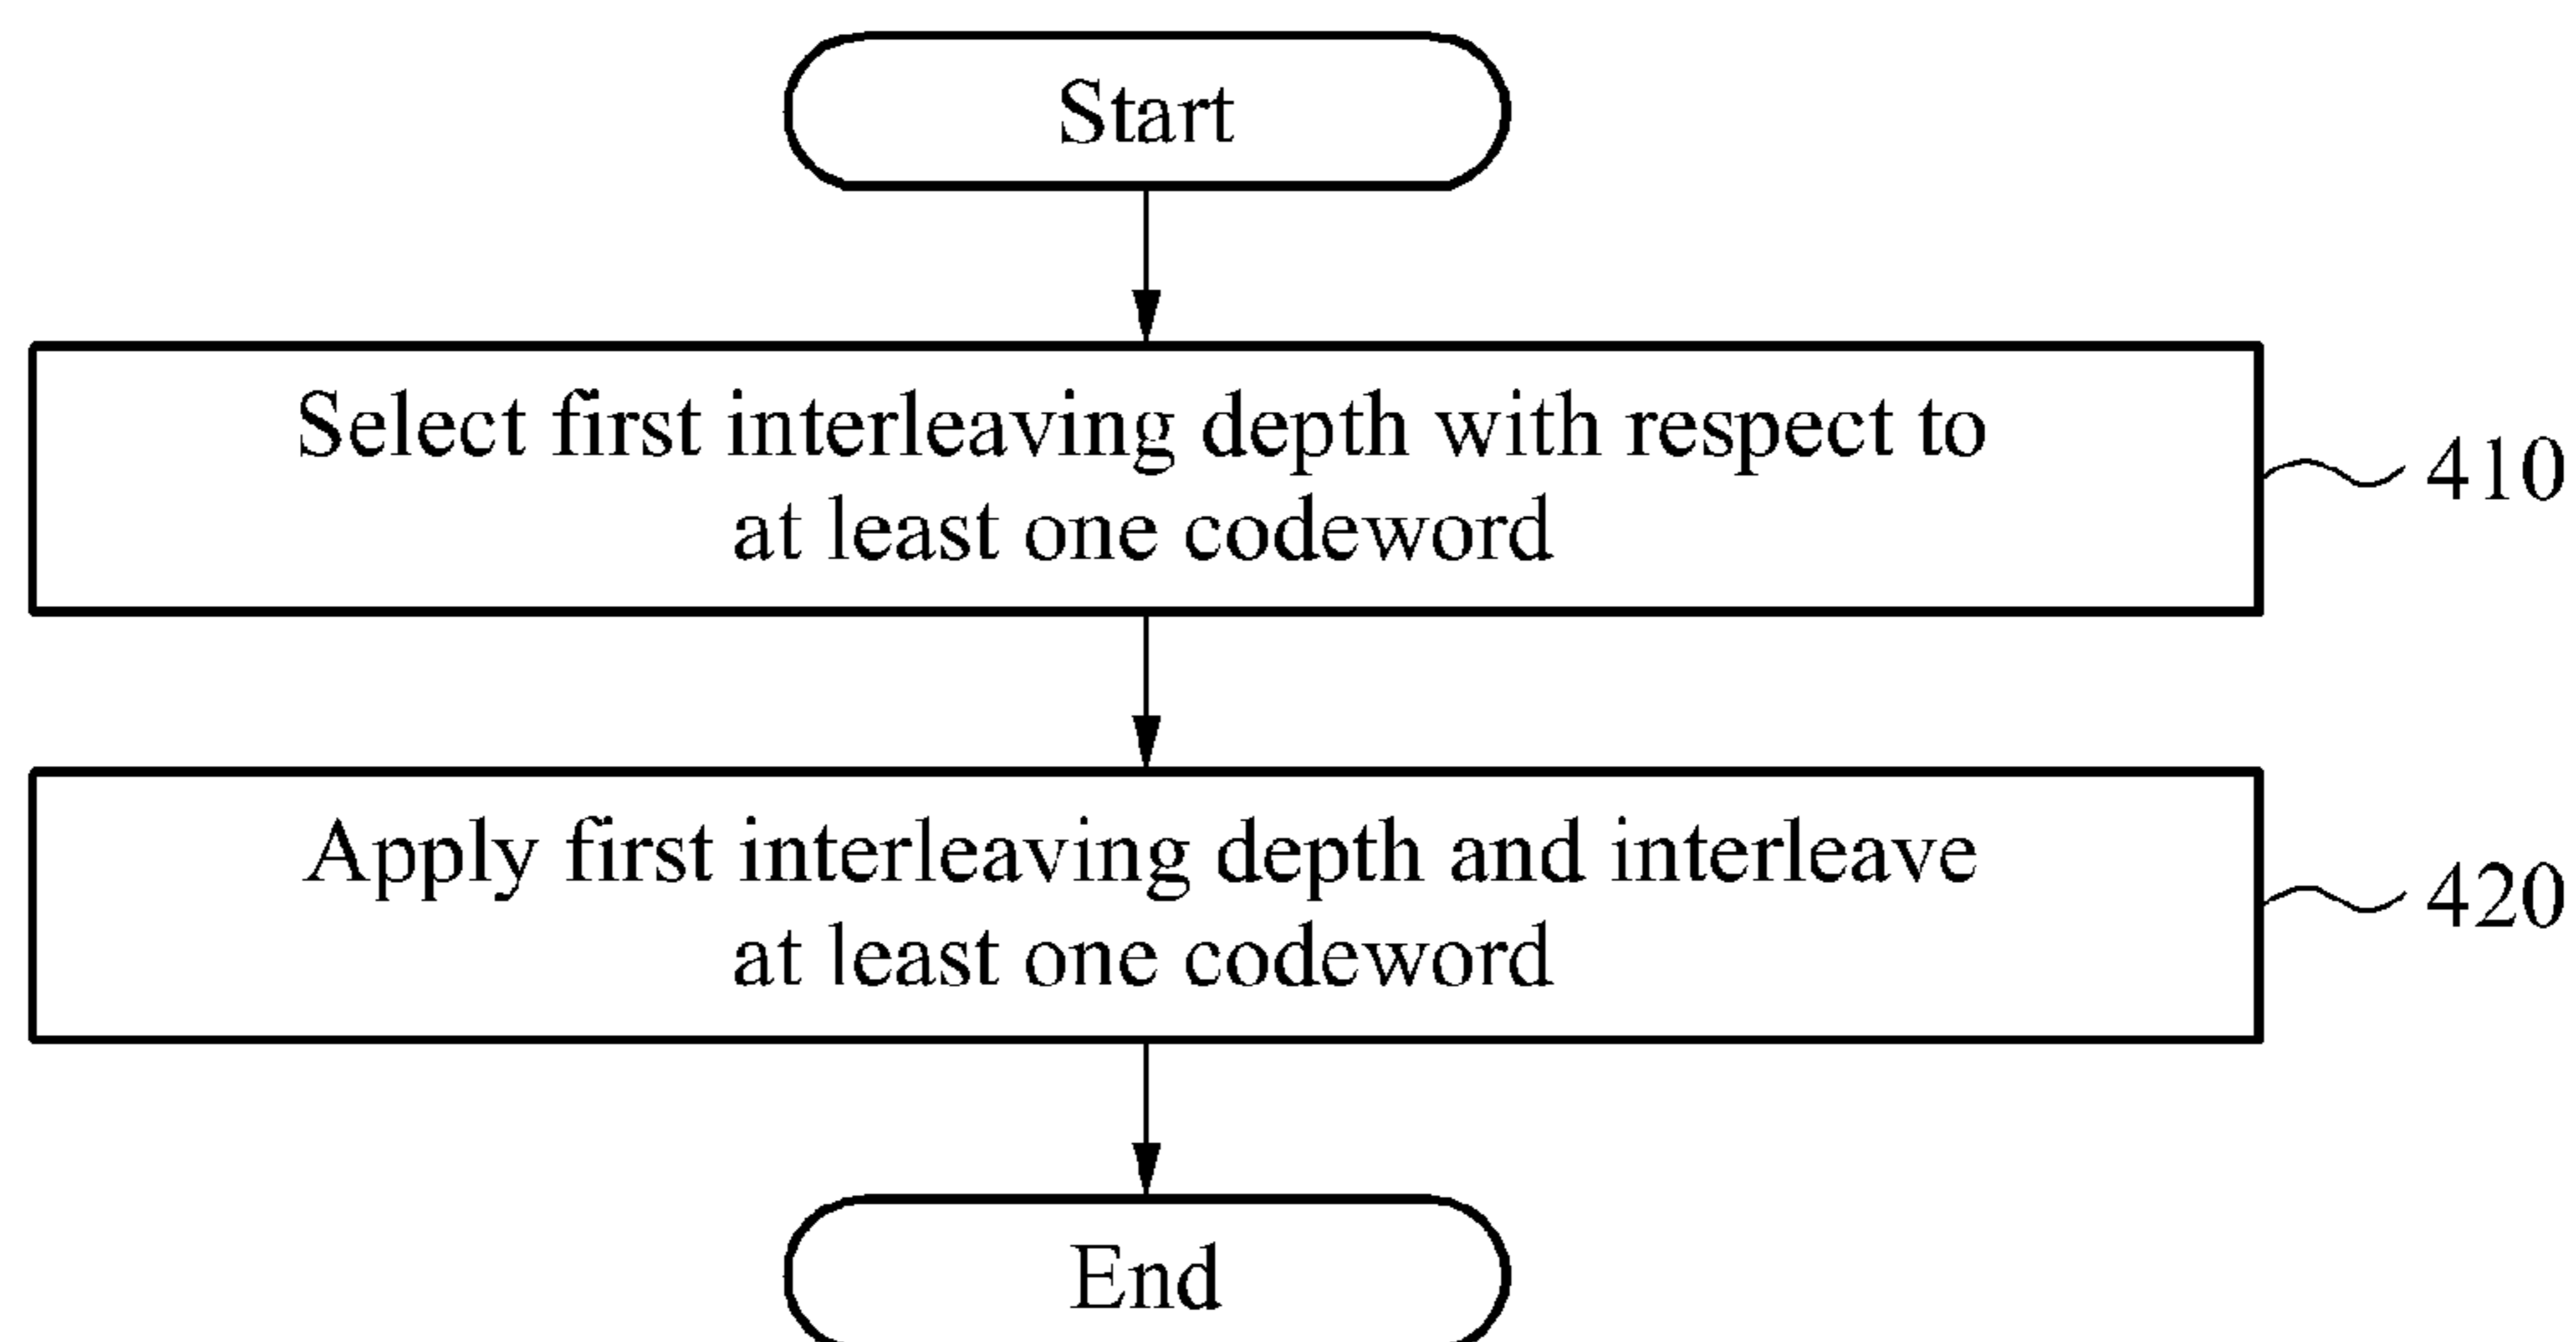 Start
Select first interleaving depth with respect to
at least one codeword
410
Apply first interleaving depth and interleave
at least one codeword
420
End